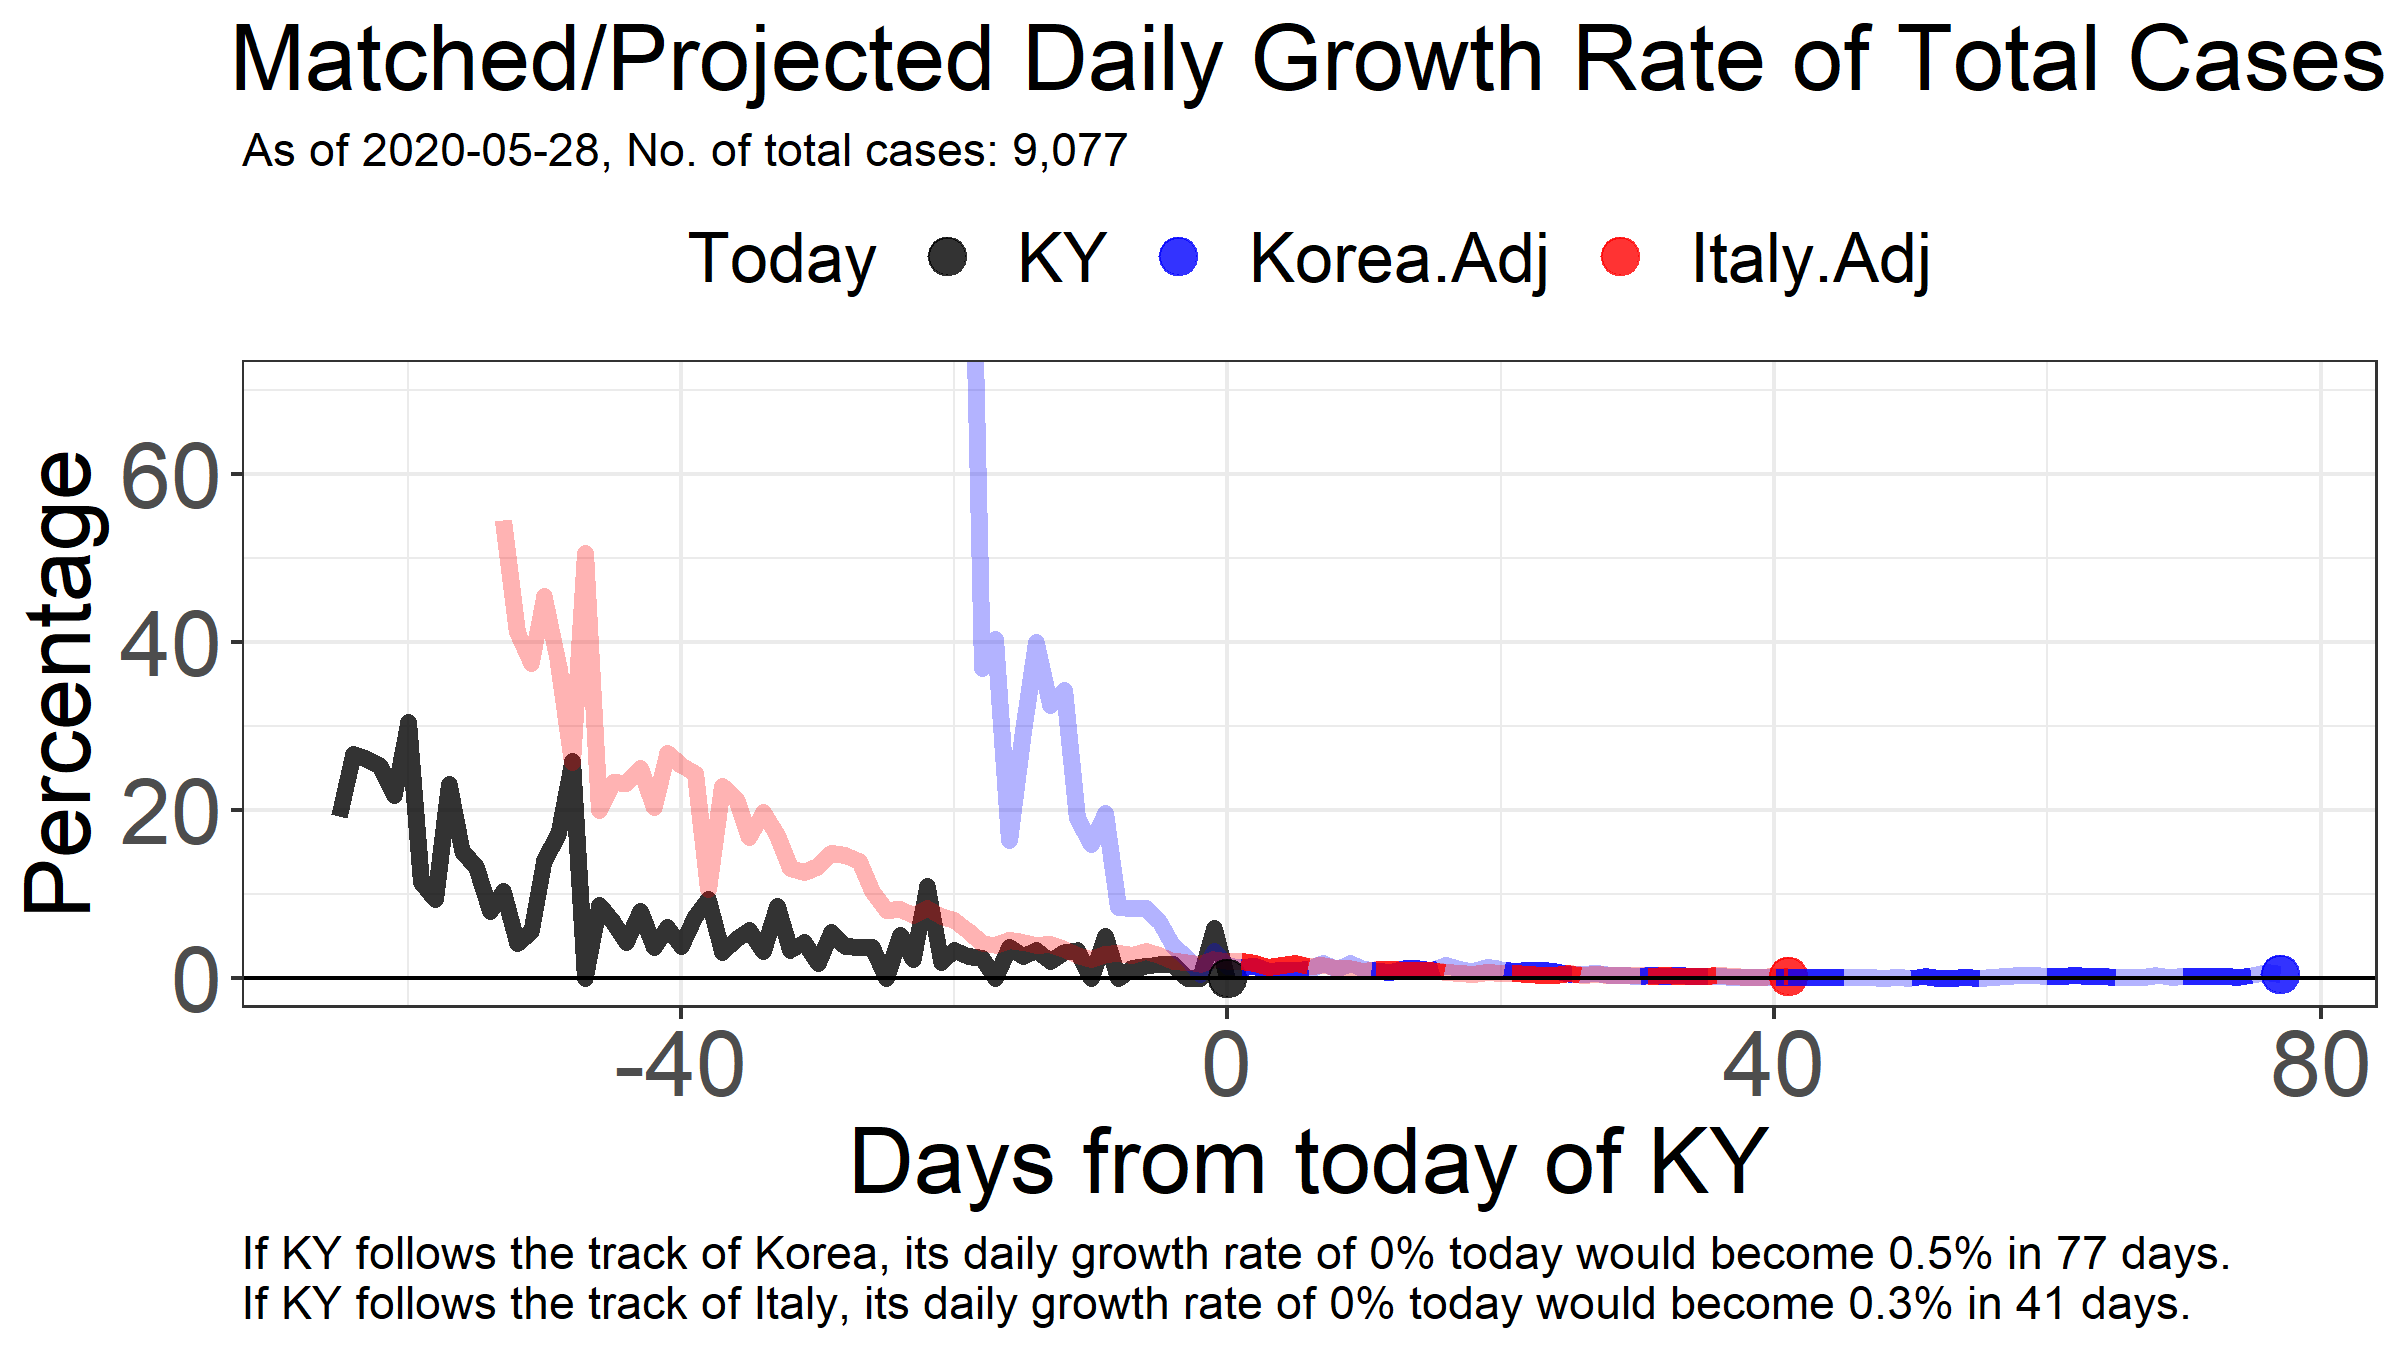 Matched/Projected Daily Growth Rate of Total Cases
As of 2020-05-28, No. of total cases: 9,077
Today KY Korea.Adj Italy.Adj
Percentage
60
40
20
0
-40 0 40 80
Days from today of KY
If KY follows the track of Korea, its daily growth rate of 0% today would become 0.5% in 77 days.
If KY follows the track of Italy, its daily growth rate of 0% today would become 0.3% in 41 days.